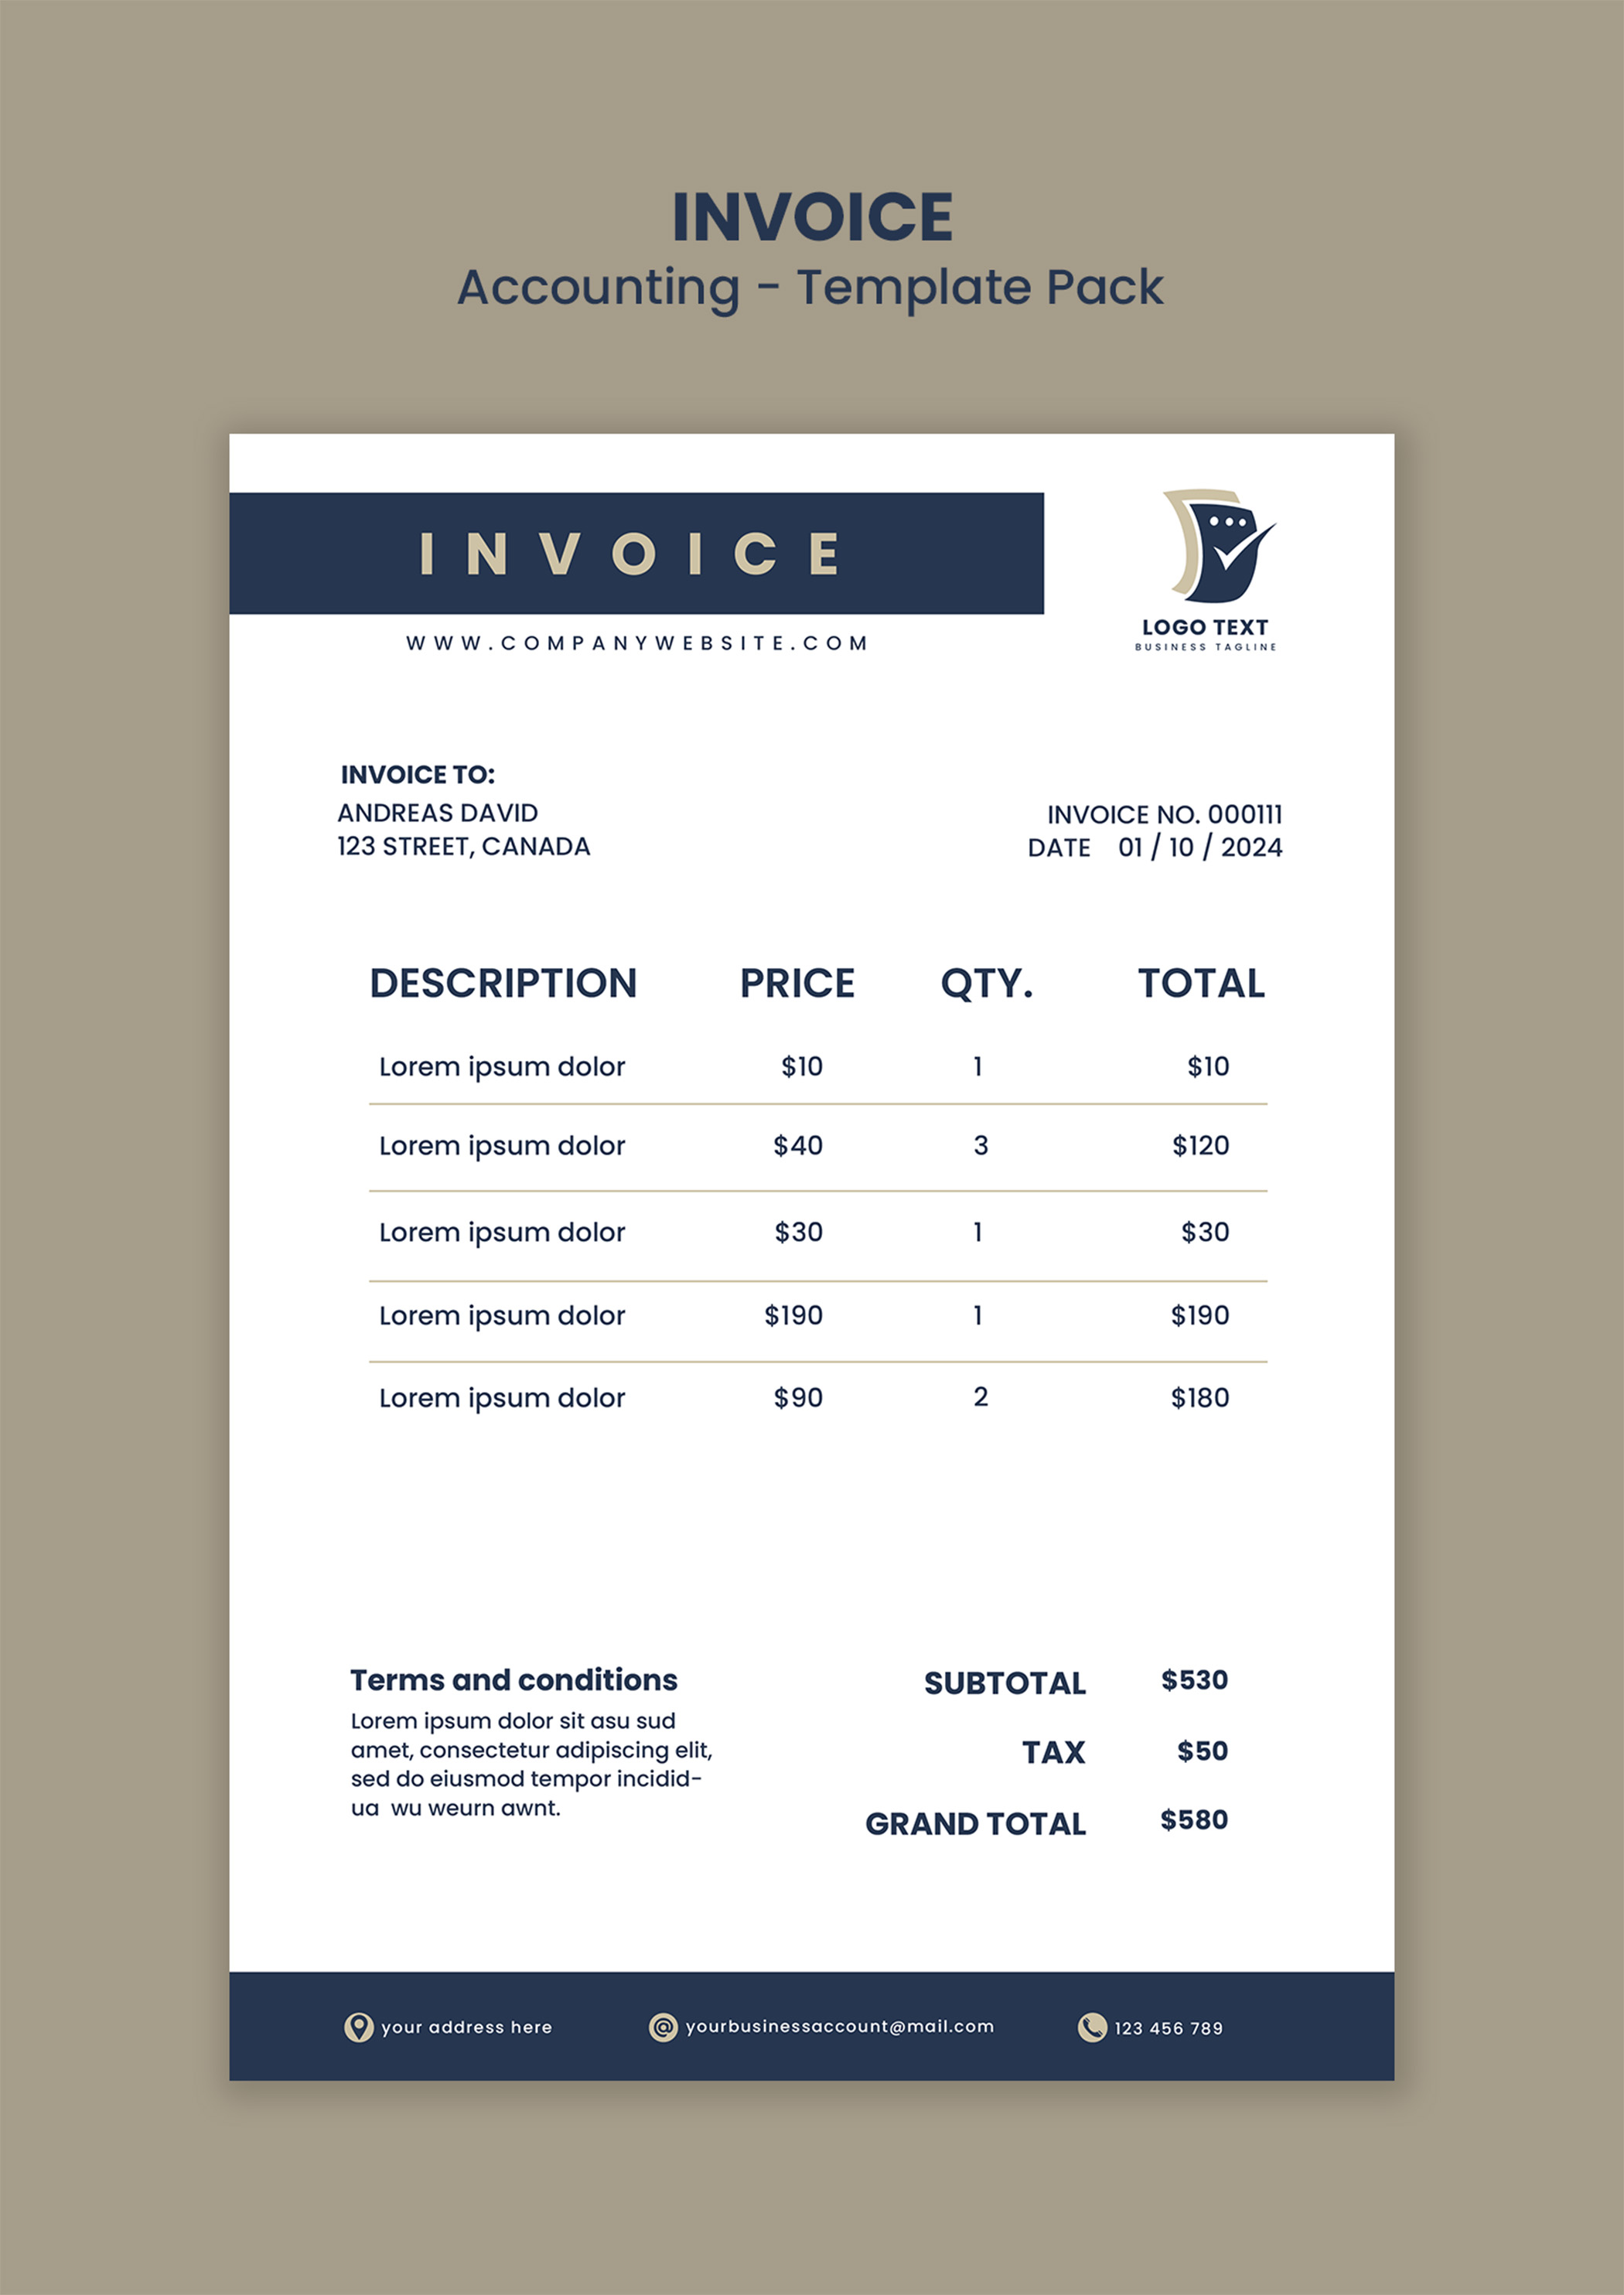 INVOICE
Accounting - Template Pack
INVOICE
WWW.COMPANYWEBSITE.COM
LOGO TEXT
BUSINESS TAGLINE
INVOICE TO:
ANDREAS DAVID
123 STREET, CANADA
INVOICE NO. 000111
DATE 01 / 10 / 2024
DESCRIPTION PRICE QTY. TOTAL
Lorem ipsum dolor $10 1 $10
Lorem ipsum dolor $40 3 $120
Lorem ipsum dolor $30 1 $30
Lorem ipsum dolor $190 1 $190
Lorem ipsum dolor $90 2 $180
Terms and conditions
Lorem ipsum dolor sit asu sud
amet, consectetur adipiscing elit,
sed do eiusmod tempor incidid-
ua wu weurn awnt.
SUBTOTAL $530
TAX $50
GRAND TOTAL $580
your address here
yourbusinessaccount@mail.com
123 456 789